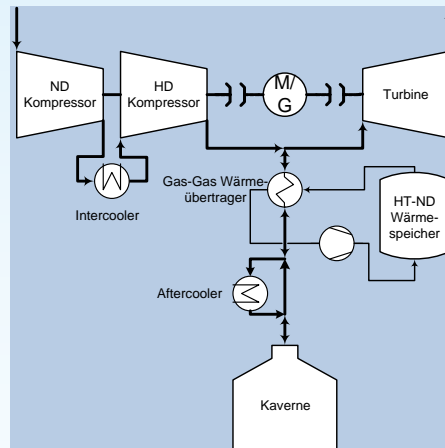 ND
Kompressor
HD
Kompressor
M/
G
Turbine
Intercooler
Gas-Gas Wärme-
übertrager
HT-ND
Wärme-
speicher
Aftercooler
Kaverne